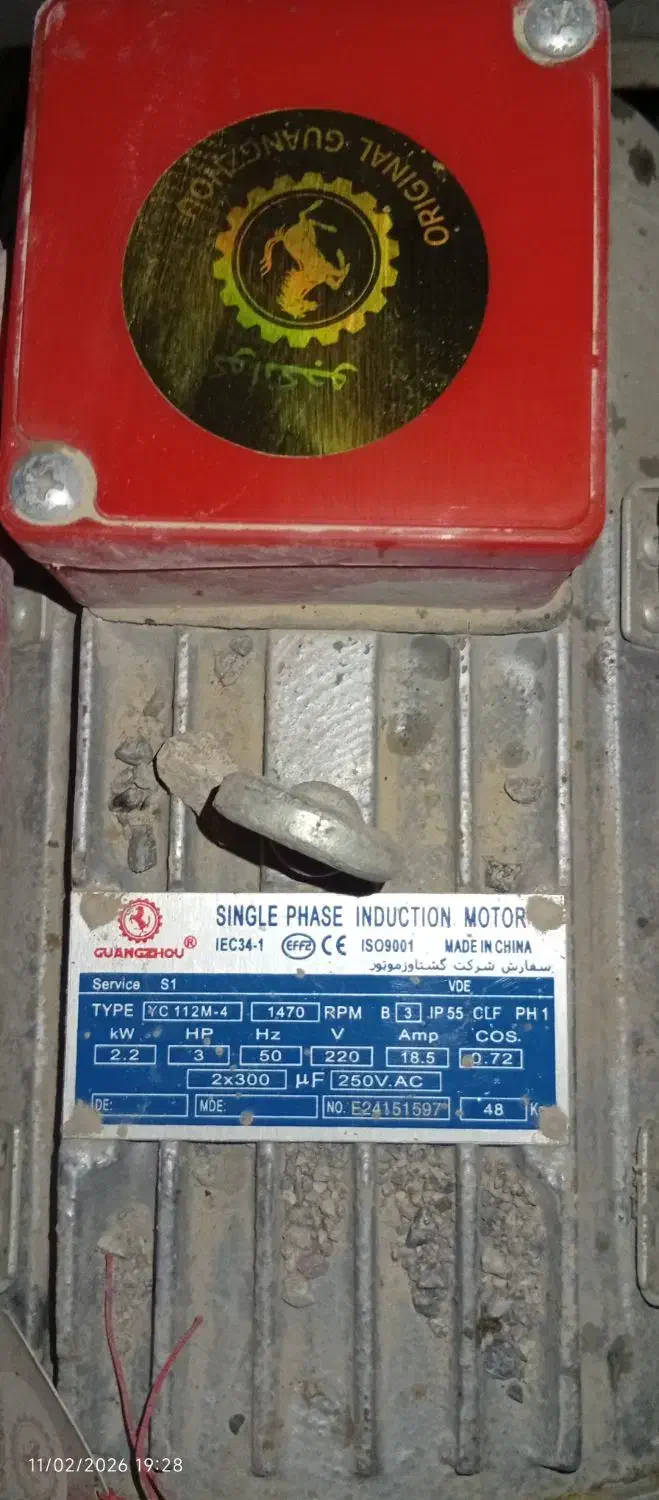 ORIGINAL GUANGZHOU
گوانگجو
GUANGZHOU®
SINGLE PHASE INDUCTION MOTOR
IEC34-1 EFF2 CE ISO9001 MADE IN CHINA
سفارش شرکت گشتاورموتور
Service S1 VDE
TYPE YC 112M-4 1470 RPM B 3 IP 55 CLF PH 1
kW HP Hz V Amp COS.
2.2 3 50 220 18.5 0.72
2x300 µF 250V.AC
DE: MDE: NO. E24151597 48 K
11/02/2026 19:28